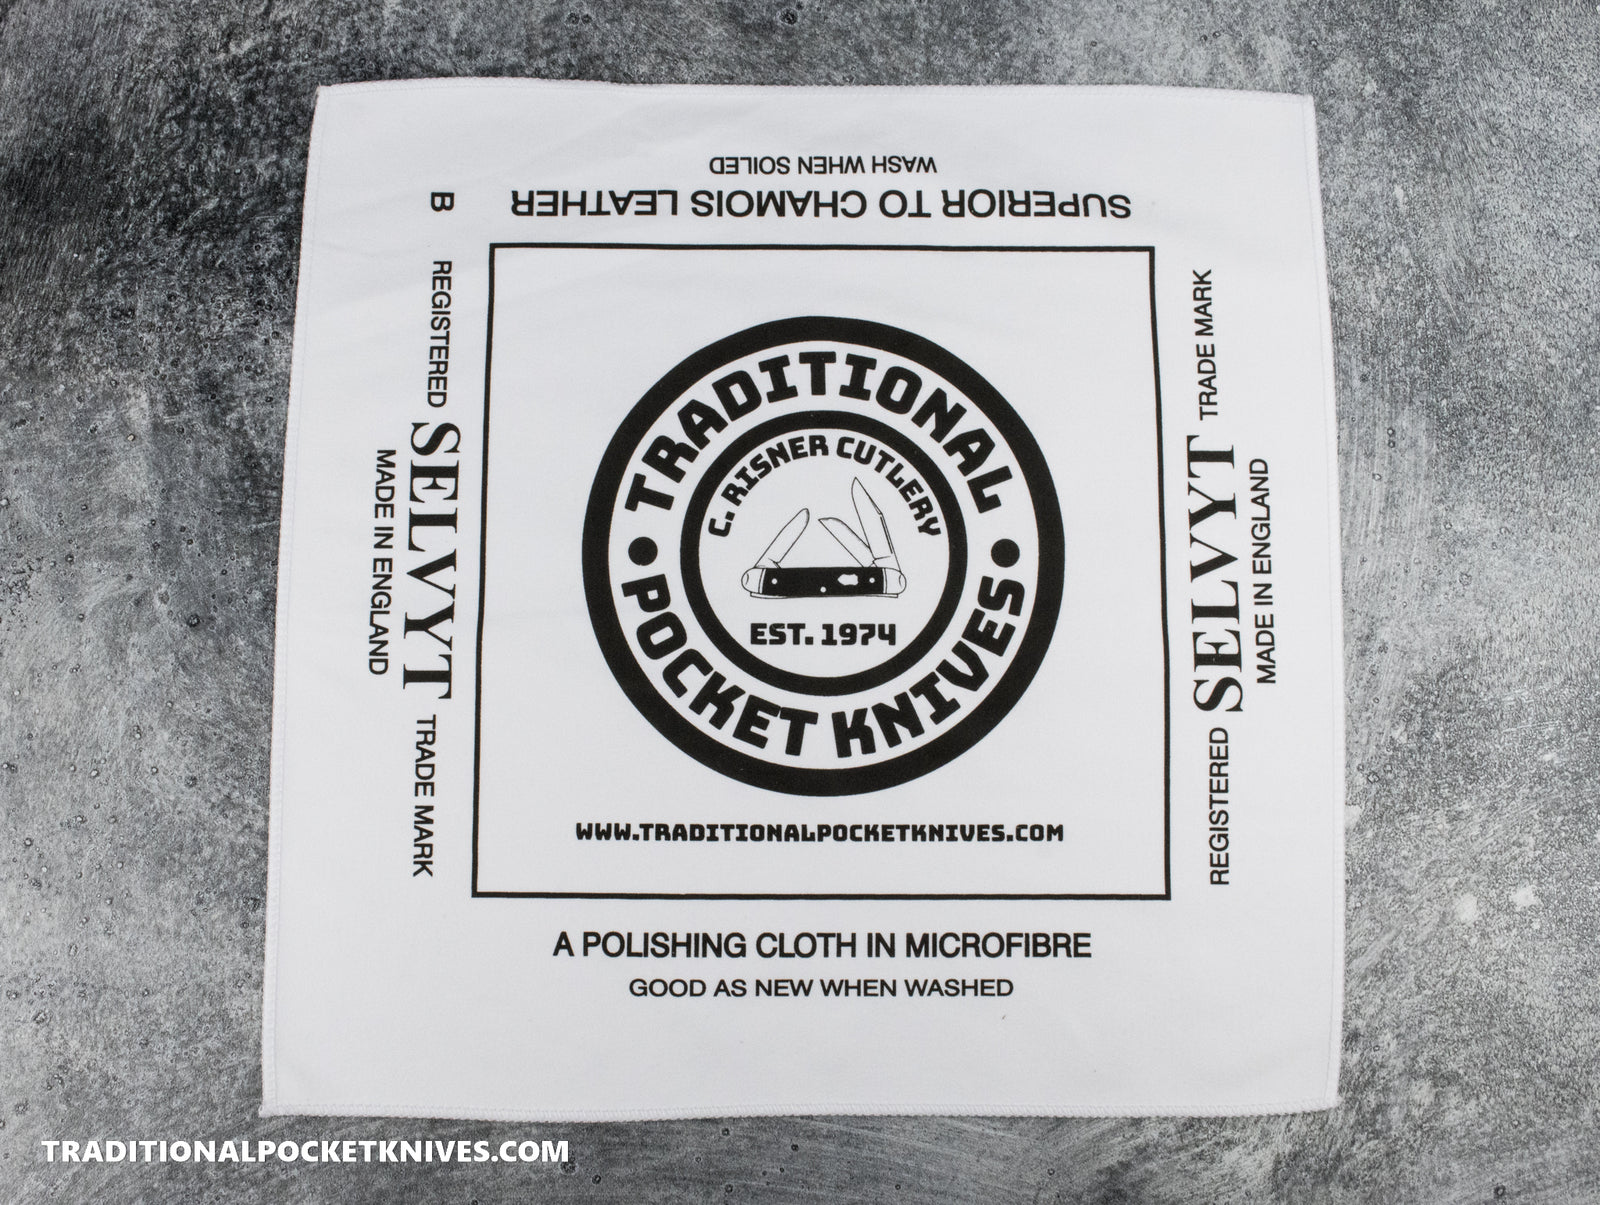 WASH WHEN SOILED
SUPERIOR TO CHAMOIS LEATHER
B
REGISTERED SELVYT TRADE MARK
MADE IN ENGLAND
TRADITIONAL
C. RISNER CUTLERY
EST. 1974
POCKET KNIVES
WWW.TRADITIONALPOCKETKNIVES.COM
REGISTERED SELVYT TRADE MARK
MADE IN ENGLAND
A POLISHING CLOTH IN MICROFIBRE
GOOD AS NEW WHEN WASHED
TRADITIONALPOCKETKNIVES.COM